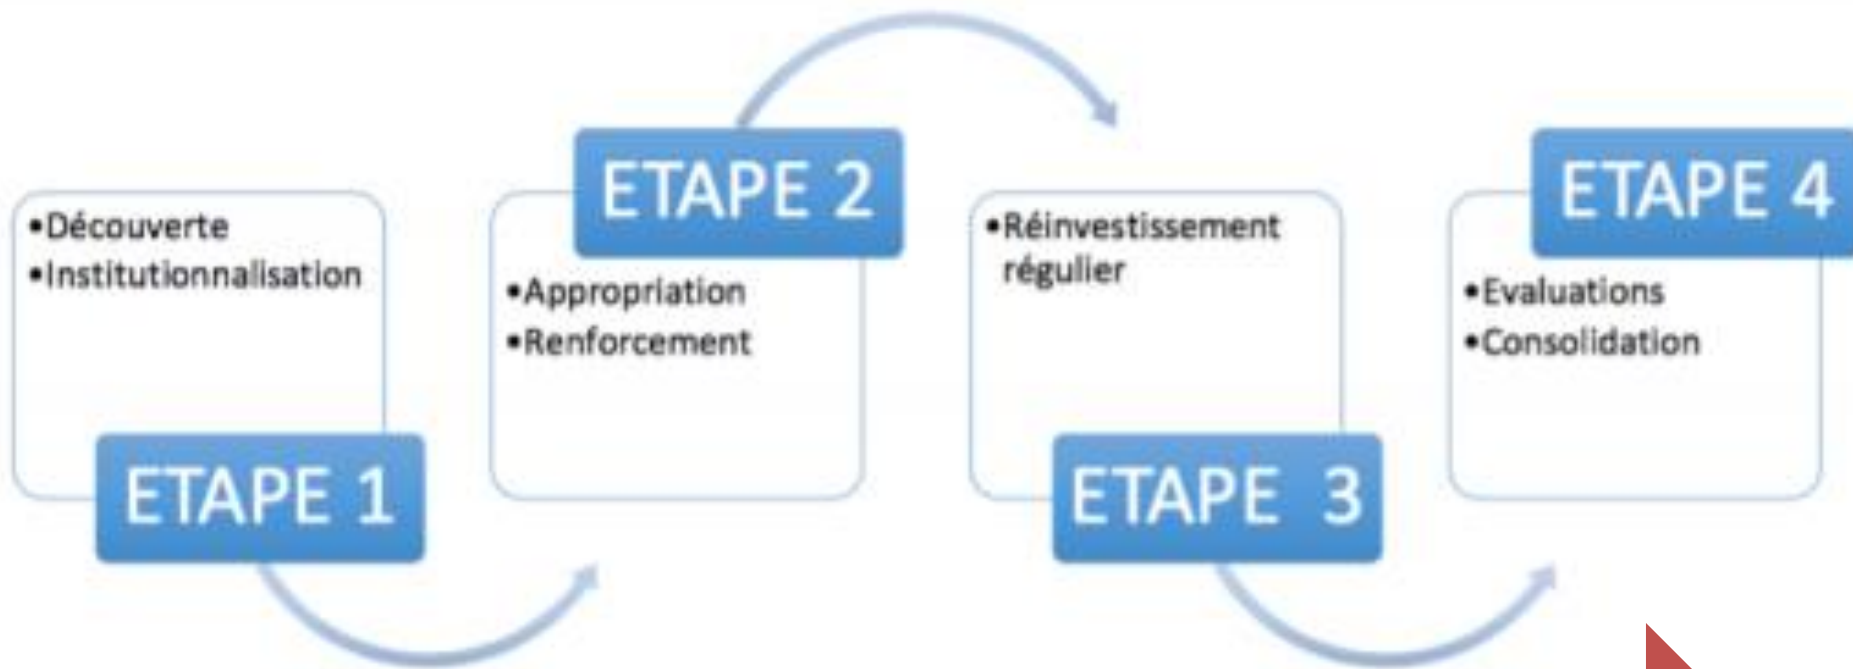 •Découverte
•Institutionnalisation
ETAPE 1
ETAPE 2
•Appropriation
•Renforcement
•Réinvestissement
régulier
ETAPE  3
ETAPE 4
•Evaluations
•Consolidation